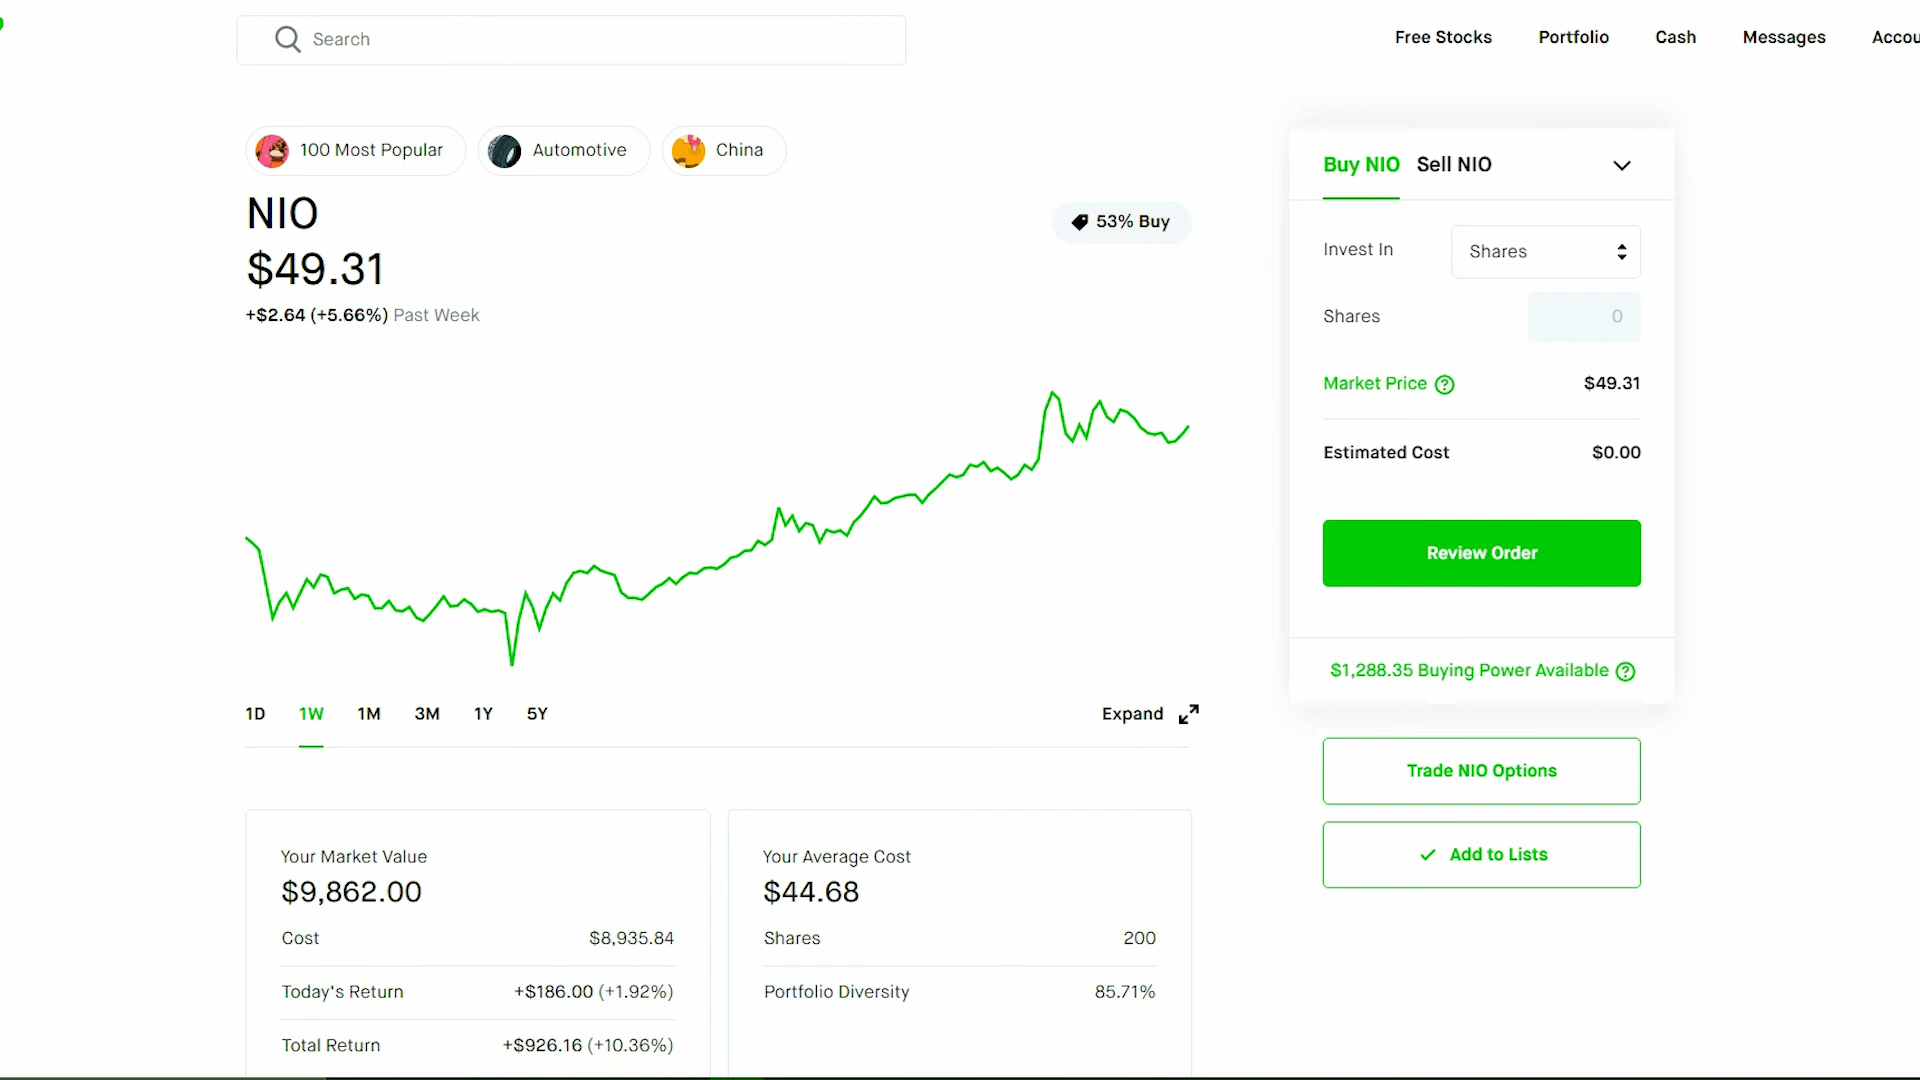 Search
Free Stocks Portfolio Cash Messages Accou
100 Most Popular Automotive China
NIO
$49.31
+$2.64 (+5.66%) Past Week
53% Buy
Buy NIO Sell NIO
Invest In Shares
Shares 0
Market Price ? $49.31
Estimated Cost $0.00
Review Order
$1,288.35 Buying Power Available ?
1D 1W 1M 3M 1Y 5Y
Expand
Trade NIO Options
Add to Lists
Your Market Value
$9,862.00
Cost $8,935.84
Today's Return +$186.00 (+1.92%)
Total Return +$926.16 (+10.36%)
Your Average Cost
$44.68
Shares 200
Portfolio Diversity 85.71%